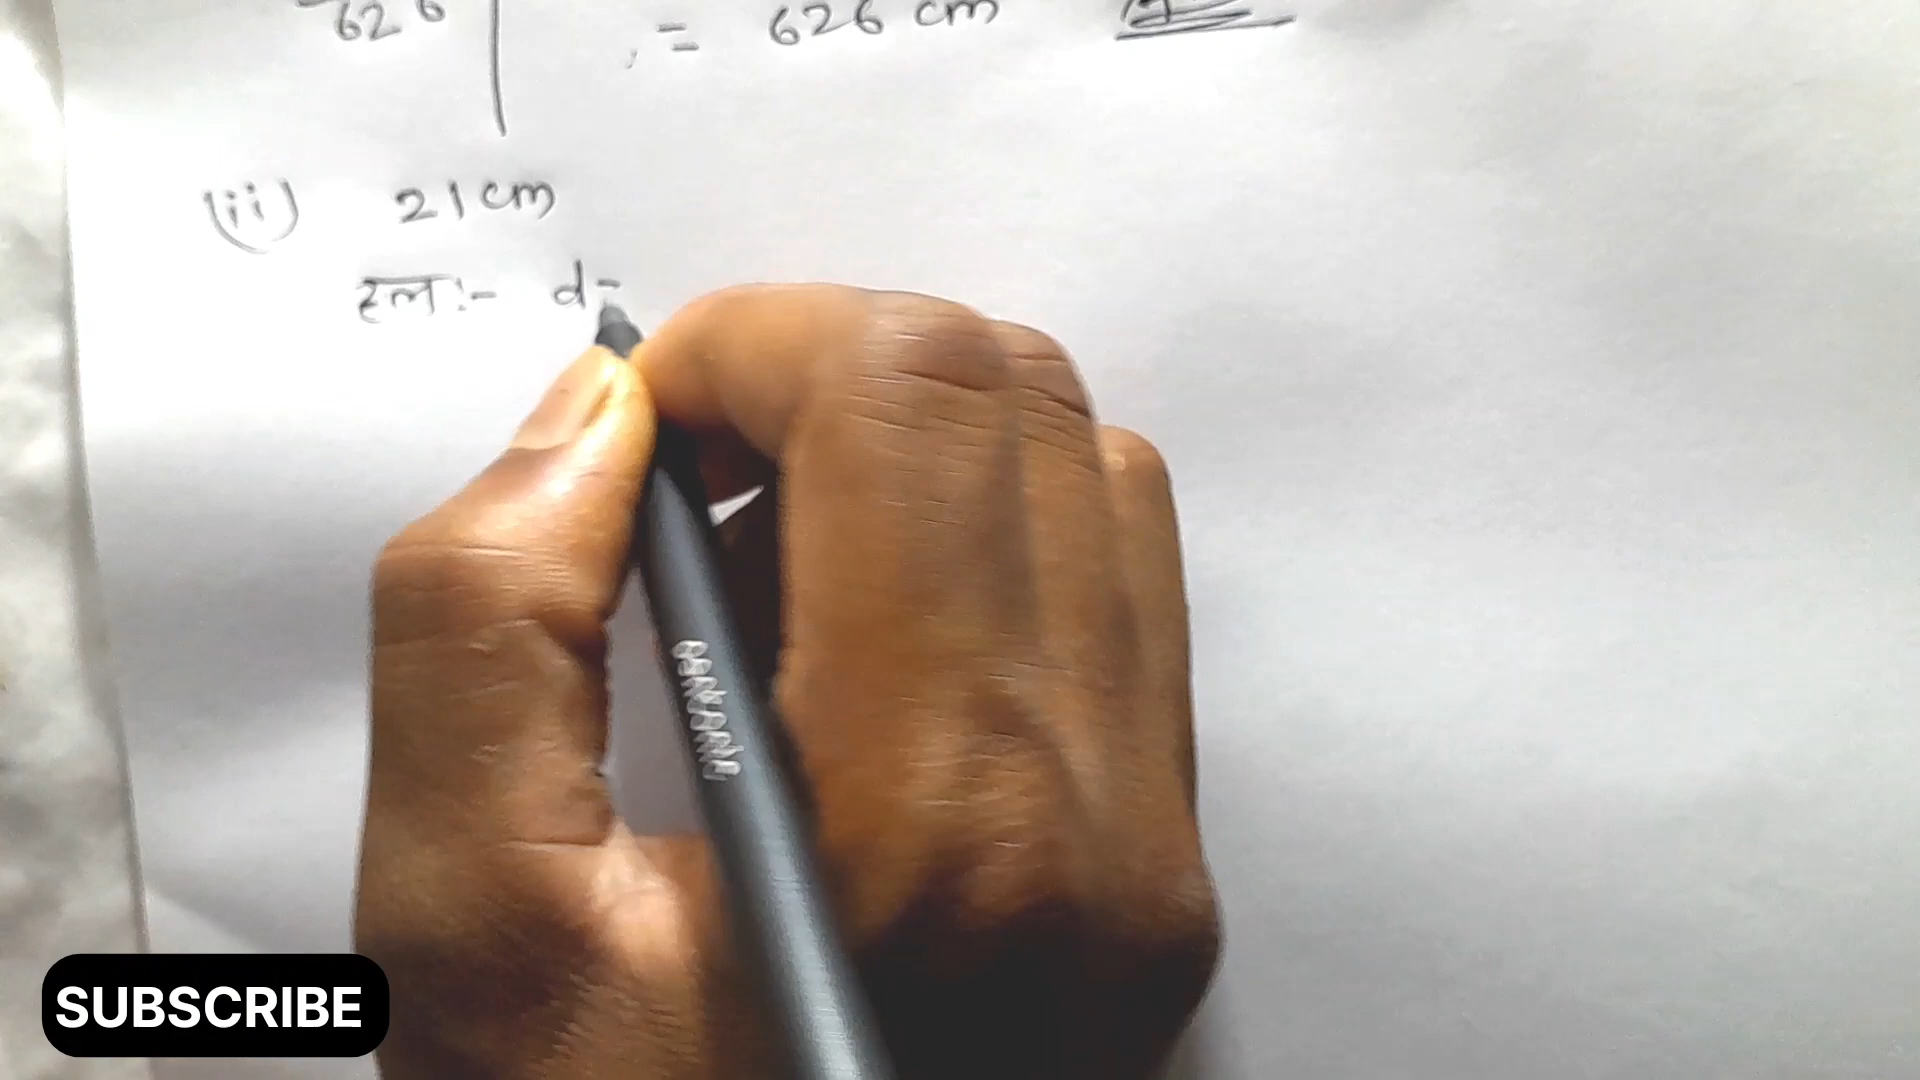 626 = 626 cm
(ii) 21 cm
हल:- d=
SUBSCRIBE